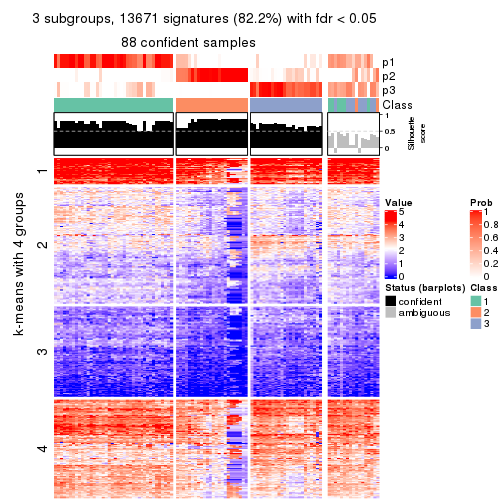 3 subgroups, 13671 signatures (82.2%) with fdr < 0.05
88 confident samples
p1
p2
p3
Class
1
0.5
0
Silhouette
score
k-means with 4 groups
1
2
3
4
Value
5
4
3
2
1
0
Prob
1
0.8
0.6
0.4
0.2
0
Status (barplots)
confident
ambiguous
Class
1
2
3